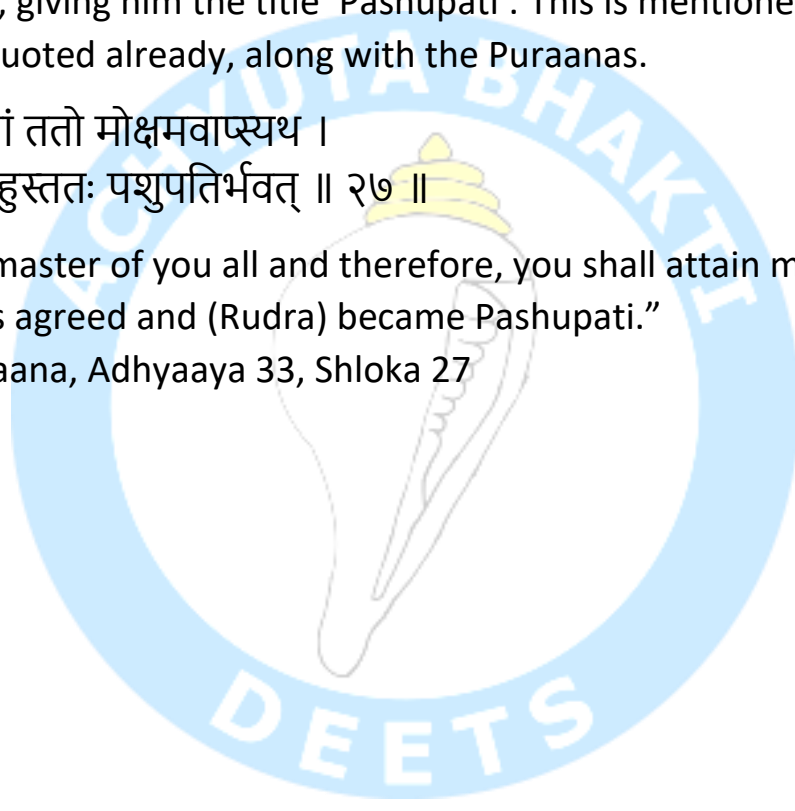 , giving him the title 'Pashupati'. This is mentione
uoted already, along with the Puraanas.
ां ततो मोक्षमवाप्स्यथ ।
हुस्ततः पशुपतिर्भवत् ॥ २७ ॥
master of you all and therefore, you shall attain m
s agreed and (Rudra) became Pashupati.”
aana, Adhyaaya 33, Shloka 27
ACHYUTA BHAKTI
DEETS